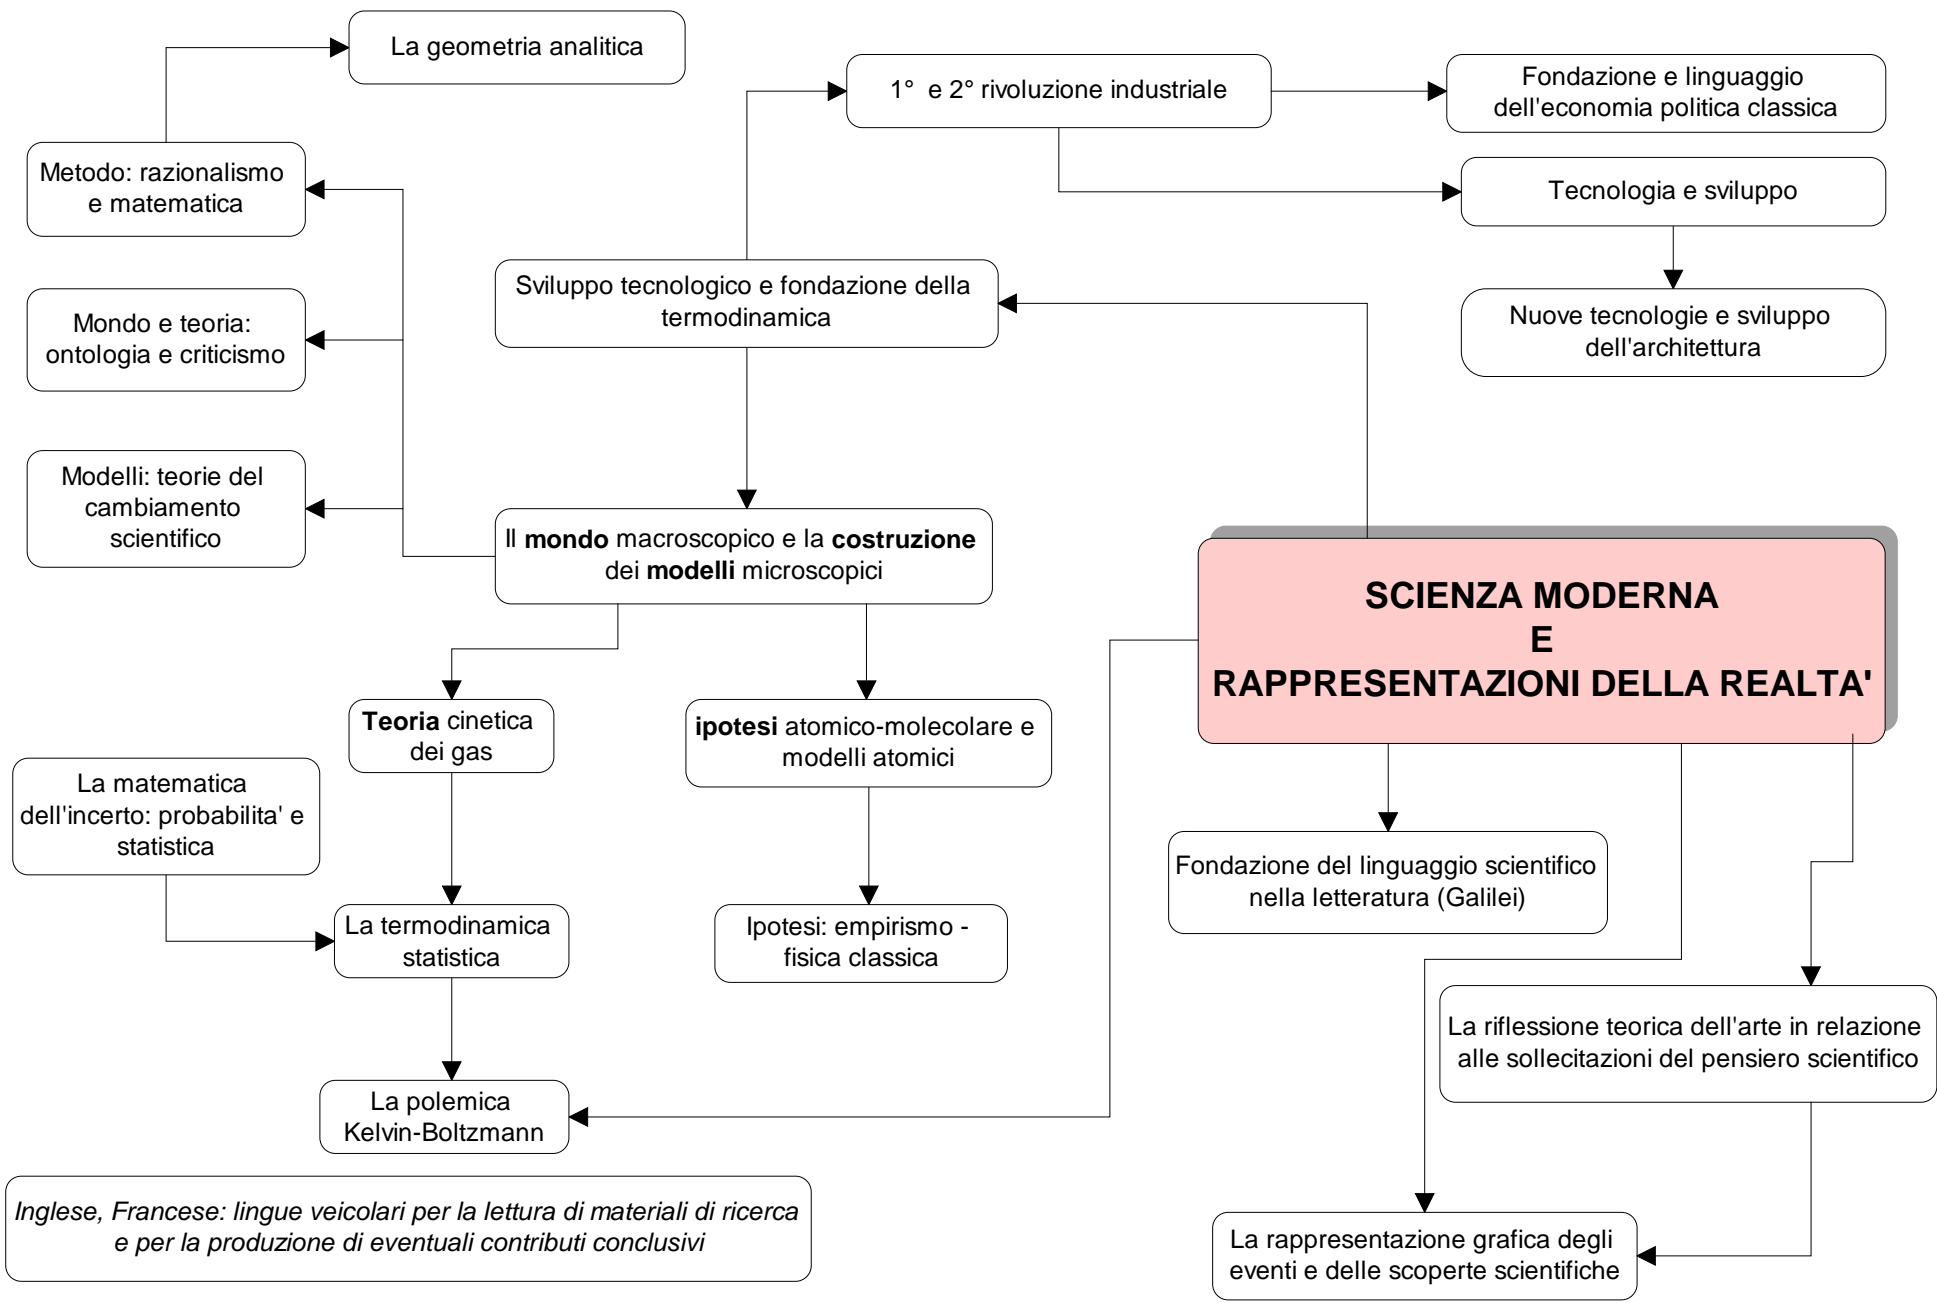 La geometria analitica
1° e 2° rivoluzione industriale
Fondazione e linguaggio
dell'economia politica classica
Metodo: razionalismo
e matematica
Tecnologia e sviluppo
Sviluppo tecnologico e fondazione della
termodinamica
Mondo e teoria:
ontologia e criticismo
Nuove tecnologie e sviluppo
dell'architettura
Modelli: teorie del
cambiamento
scientifico
Il mondo macroscopico e la costruzione
dei modelli microscopici
SCIENZA MODERNA
E
RAPPRESENTAZIONI DELLA REALTA'
Teoria cinetica
dei gas
ipotesi atomico-molecolare e
modelli atomici
La matematica
dell'incerto: probabilita' e
statistica
Fondazione del linguaggio scientifico
nella letteratura (Galilei)
La termodinamica
statistica
Ipotesi: empirismo -
fisica classica
La riflessione teorica dell'arte in relazione
alle sollecitazioni del pensiero scientifico
La polemica
Kelvin-Boltzmann
Inglese, Francese: lingue veicolari per la lettura di materiali di ricerca
e per la produzione di eventuali contributi conclusivi
La rappresentazione grafica degli
eventi e delle scoperte scientifiche